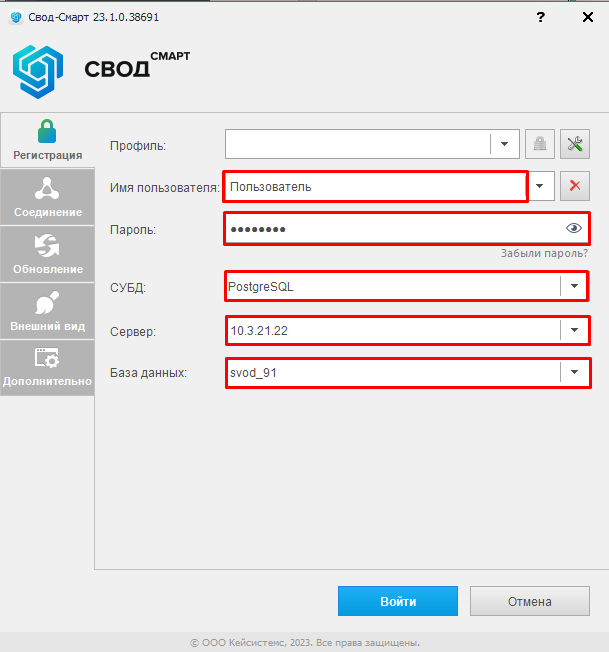 Свод-Смарт 23.1.0.38691
?
СВОД СМАРТ
Регистрация
Соединение
Обновление
Внешний вид
Дополнительно
Профиль:
Имя пользователя: Пользователь
Пароль: ●●●●●●●●
Забыли пароль?
СУБД: PostgreSQL
Сервер: 10.3.21.22
База данных: svod_91
Войти Отмена
© ООО Кейсистемс, 2023. Все права защищены.